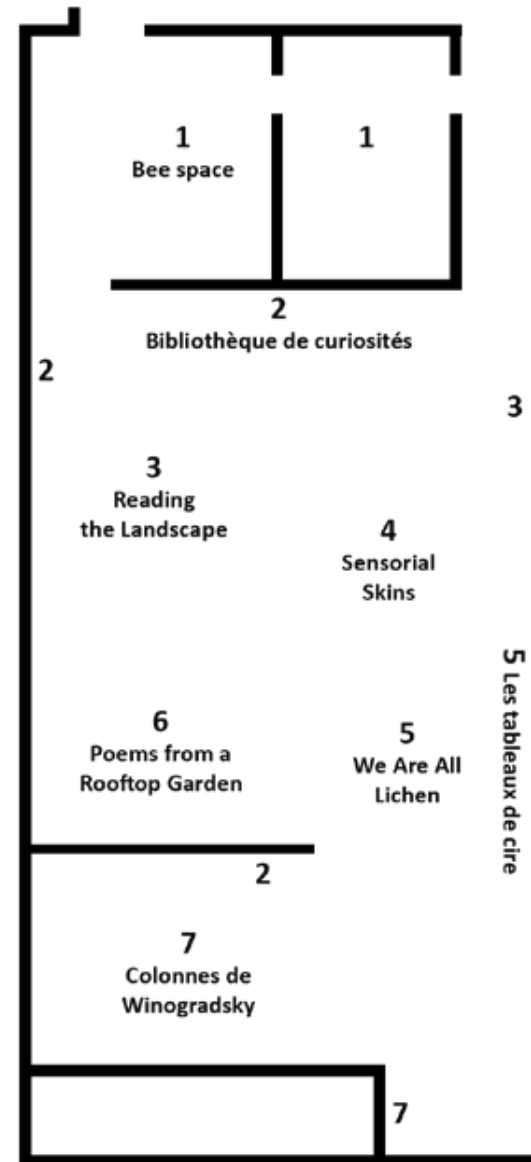 1
Bee space
1
2
Bibliothèque de curiosités
2
3
3
Reading
the Landscape
4
Sensorial
Skins
5 Les tableaux de cire
6
Poems from a
Rooftop Garden
5
We Are All
Lichen
2
7
Colonnes de
Winogradsky
7